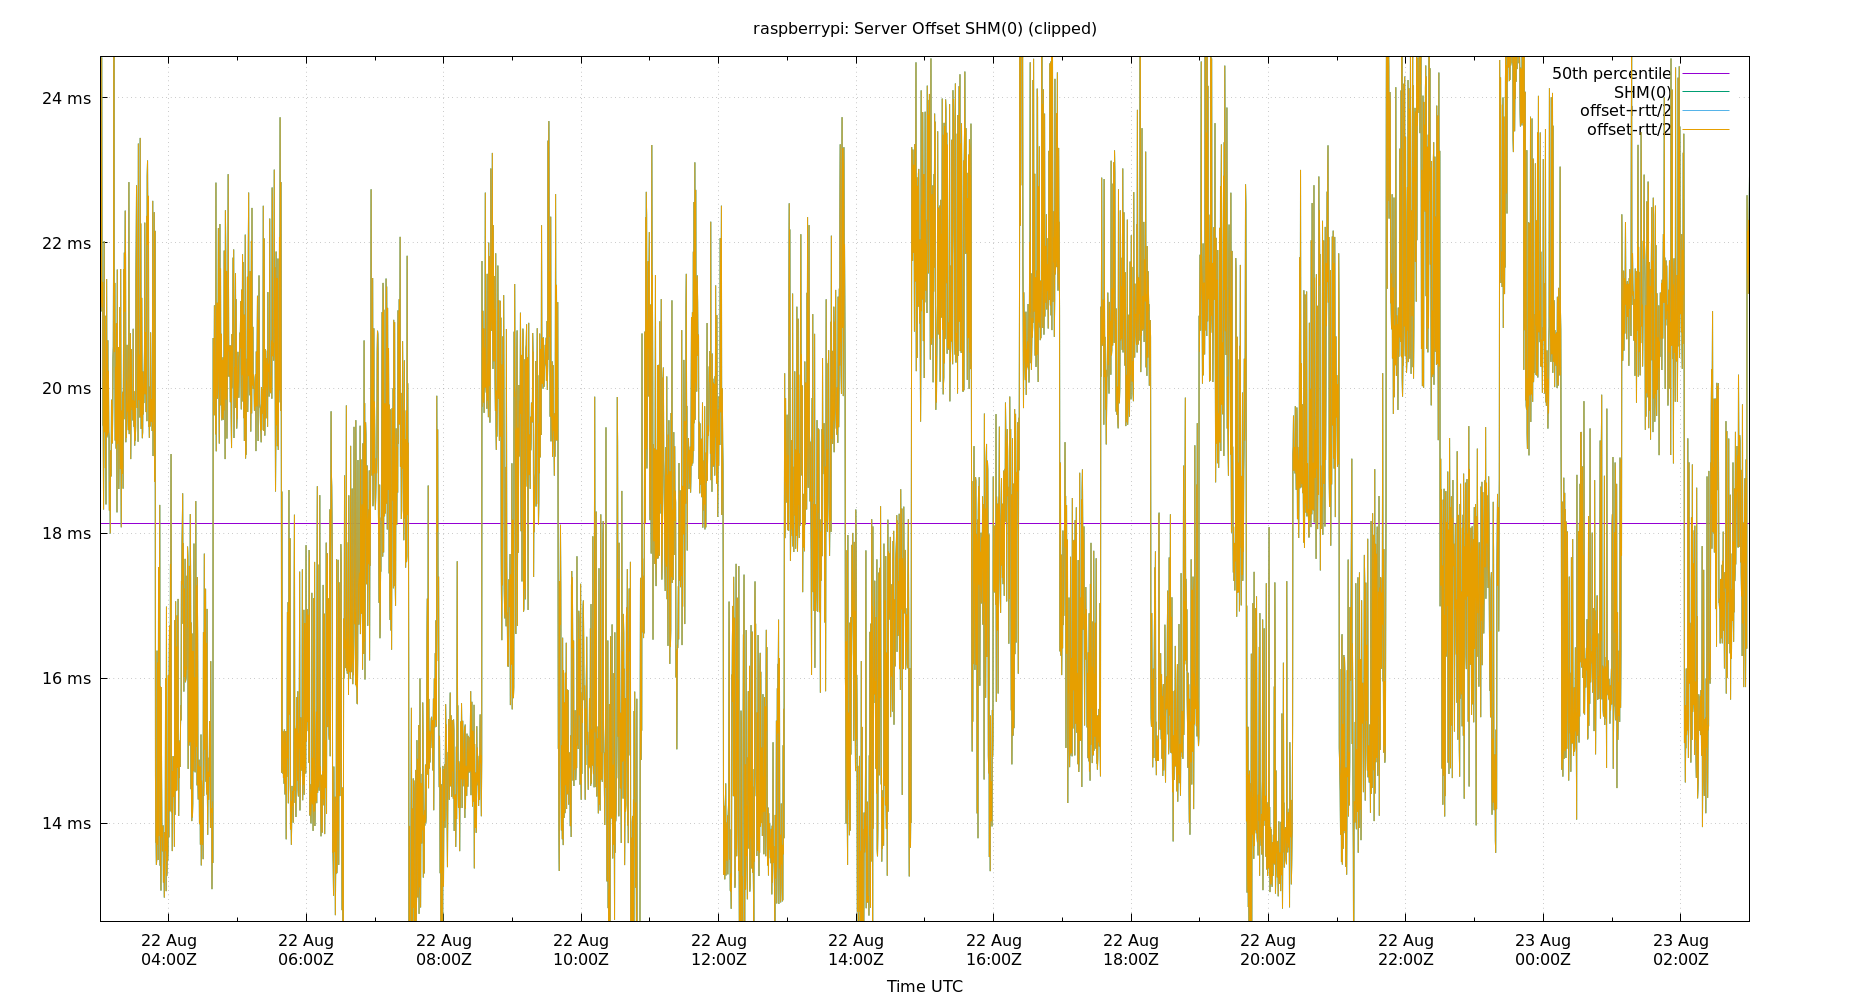 raspberrypi: Server Offset SHM(0) (clipped)
50th percentile
SHM(0)
offset+rtt/2
offset-rtt/2
24 ms
22 ms
20 ms
18 ms
16 ms
14 ms
22 Aug 22 Aug 22 Aug 22 Aug 22 Aug 22 Aug 22 Aug 22 Aug 22 Aug 22 Aug 23 Aug 23 Aug
04:00Z 06:00Z 08:00Z 10:00Z 12:00Z 14:00Z 16:00Z 18:00Z 20:00Z 22:00Z 00:00Z 02:00Z
Time UTC